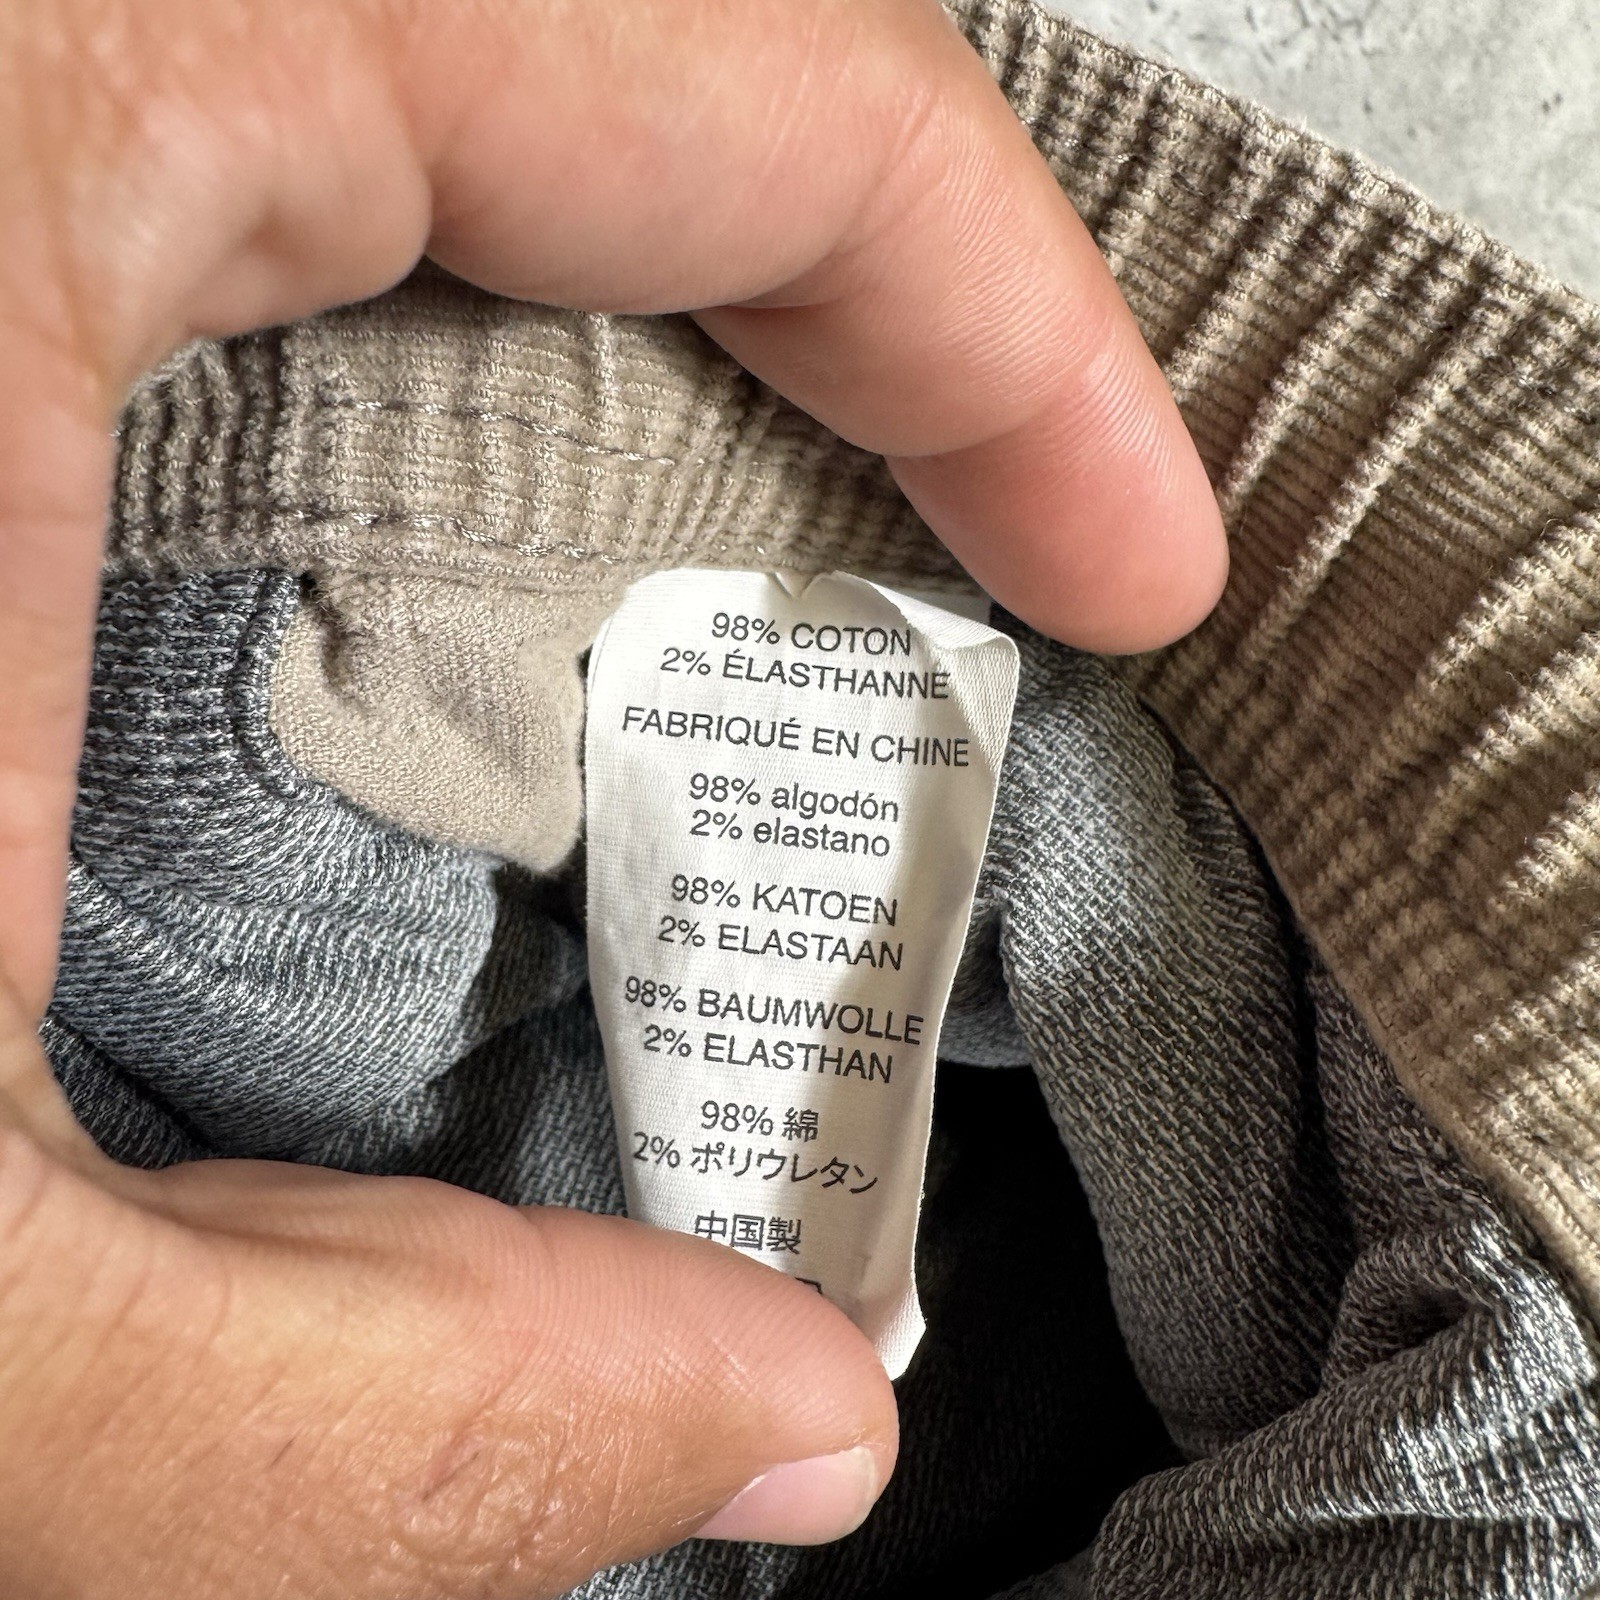 98% COTON
2% ÉLASTHANNE
FABRIQUÉ EN CHINE
98% algodón
2% elastano
98% KATOEN
2% ELASTAAN
98% BAUMWOLLE
2% ELASTHAN
98% 綿
2% ポリウレタン
中国製